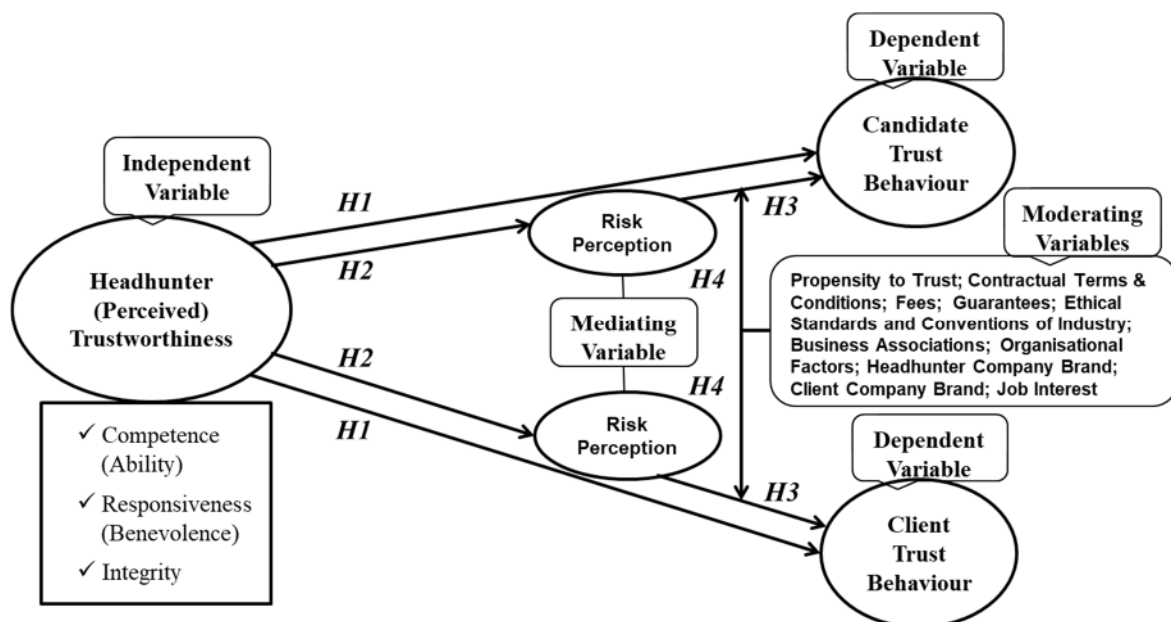 Dependent
Variable
Candidate
Trust
Behaviour
Independent
Variable
H1
H2
Headhunter
(Perceived)
Trustworthiness
Risk
Perception
H3
H4
Moderating
Variables
Propensity to Trust; Contractual Terms &
Conditions; Fees; Guarantees; Ethical
Standards and Conventions of Industry;
Business Associations; Organisational
Factors; Headhunter Company Brand;
Client Company Brand; Job Interest
Mediating
Variable
H2
H1
H4
Risk
Perception
H3
✓ Competence
(Ability)
✓ Responsiveness
(Benevolence)
✓ Integrity
Dependent
Variable
Client
Trust
Behaviour